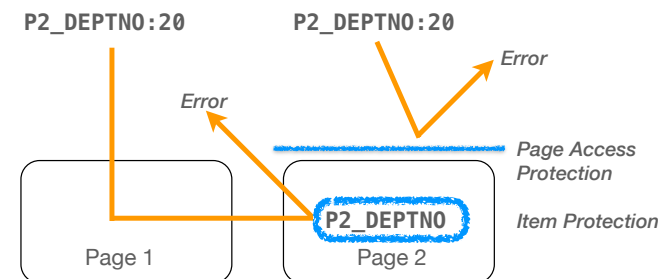 P2_DEPTNO:20 P2_DEPTNO:20
Error
Error
Page Access
Protection
P2_DEPTNO Item Protection
Page 1 Page 2